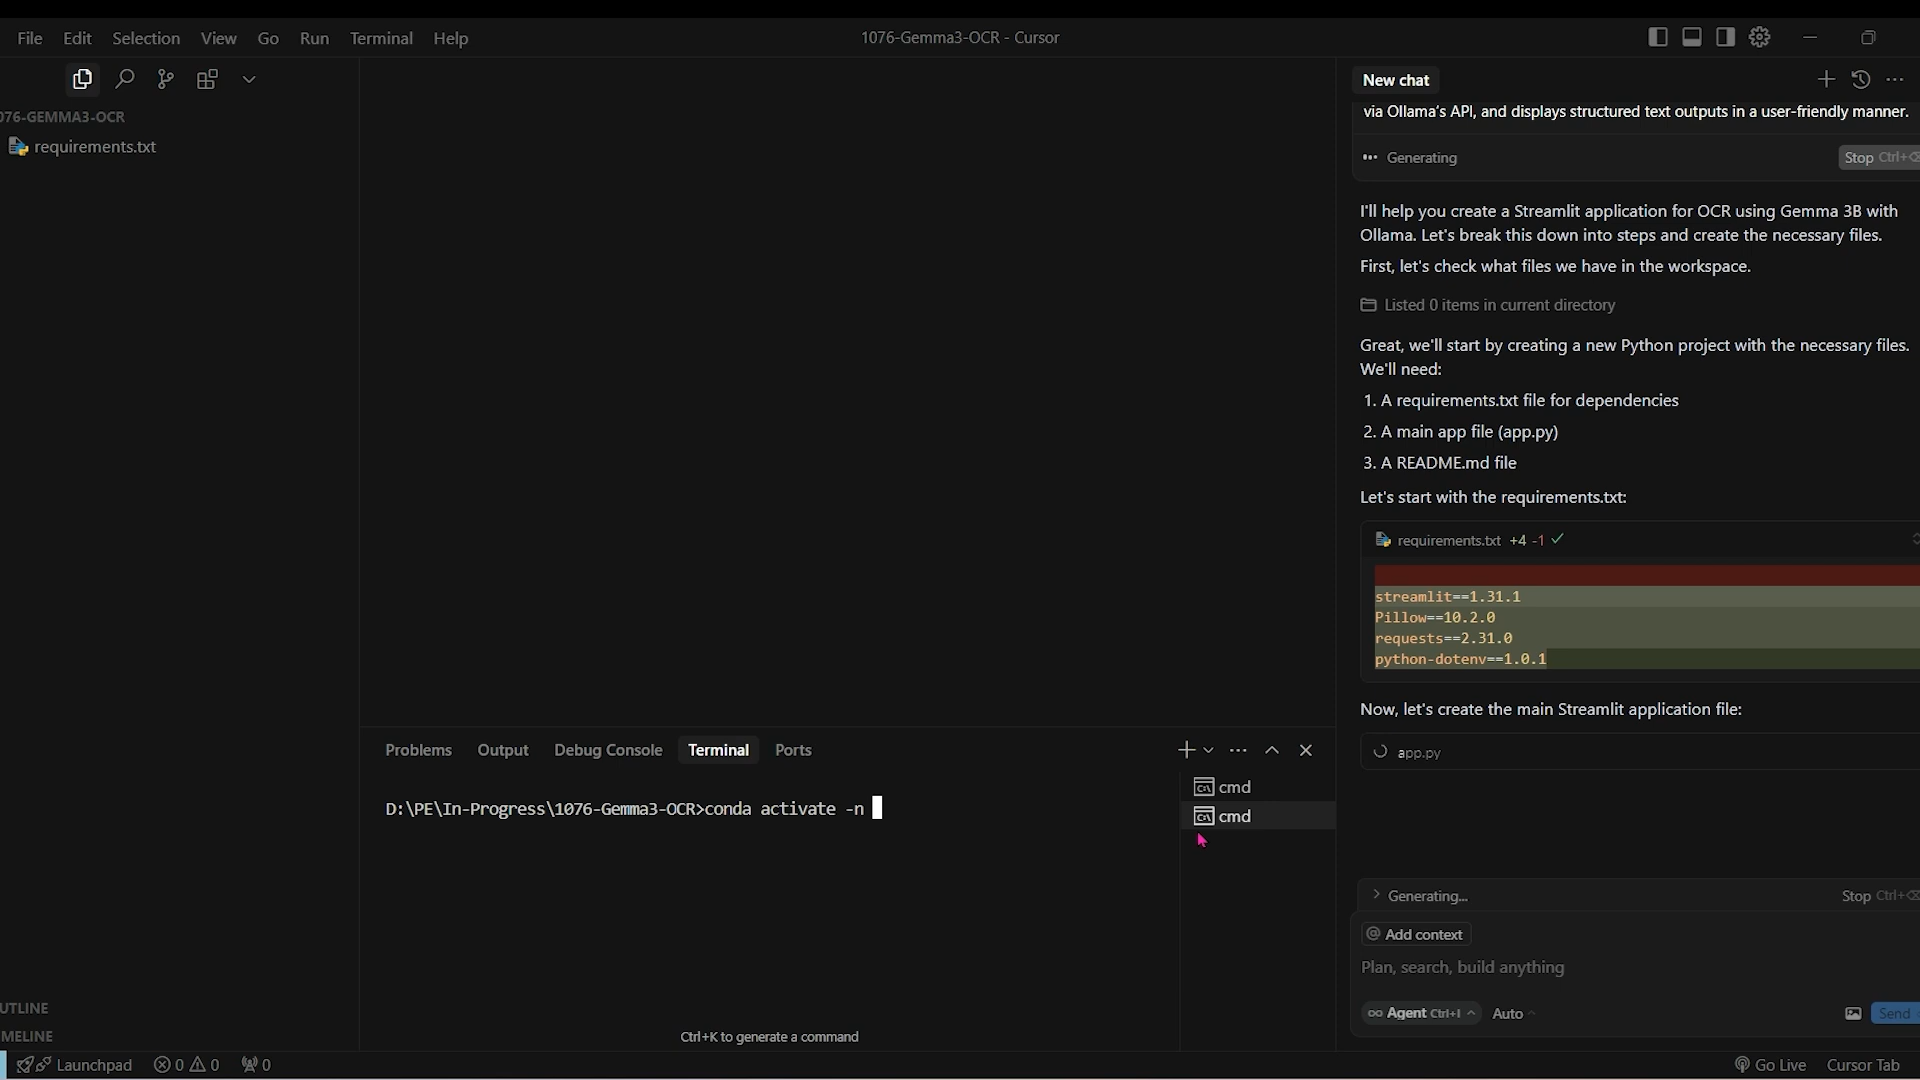 File Edit Selection View Go Run Terminal Help
1076-Gemma3-OCR - Cursor
076-GEMMA3-OCR
requirements.txt
UTLINE
MELINE
Problems Output Debug Console Terminal Ports
D:\PE\In-Progress\1076-Gemma3-OCR>conda activate -n
cmd
cmd
Ctrl+K to generate a command
New chat
via Ollama's API, and displays structured text outputs in a user-friendly manner.
Generating
Stop Ctrl+
I'll help you create a Streamlit application for OCR using Gemma 3B with
Ollama. Let's break this down into steps and create the necessary files.
First, let's check what files we have in the workspace.
Listed 0 items in current directory
Great, we'll start by creating a new Python project with the necessary files.
We'll need:
1. A requirements.txt file for dependencies
2. A main app file (app.py)
3. A README.md file
Let's start with the requirements.txt:
requirements.txt +4 -1
streamlit==1.31.1
Pillow==10.2.0
requests==2.31.0
python-dotenv==1.0.1
Now, let's create the main Streamlit application file:
app.py
Generating...
Stop Ctrl+
@ Add context
Plan, search, build anything
Agent Ctrl+I
Auto
Send
Launchpad 0 0 0
Go Live Cursor Tab